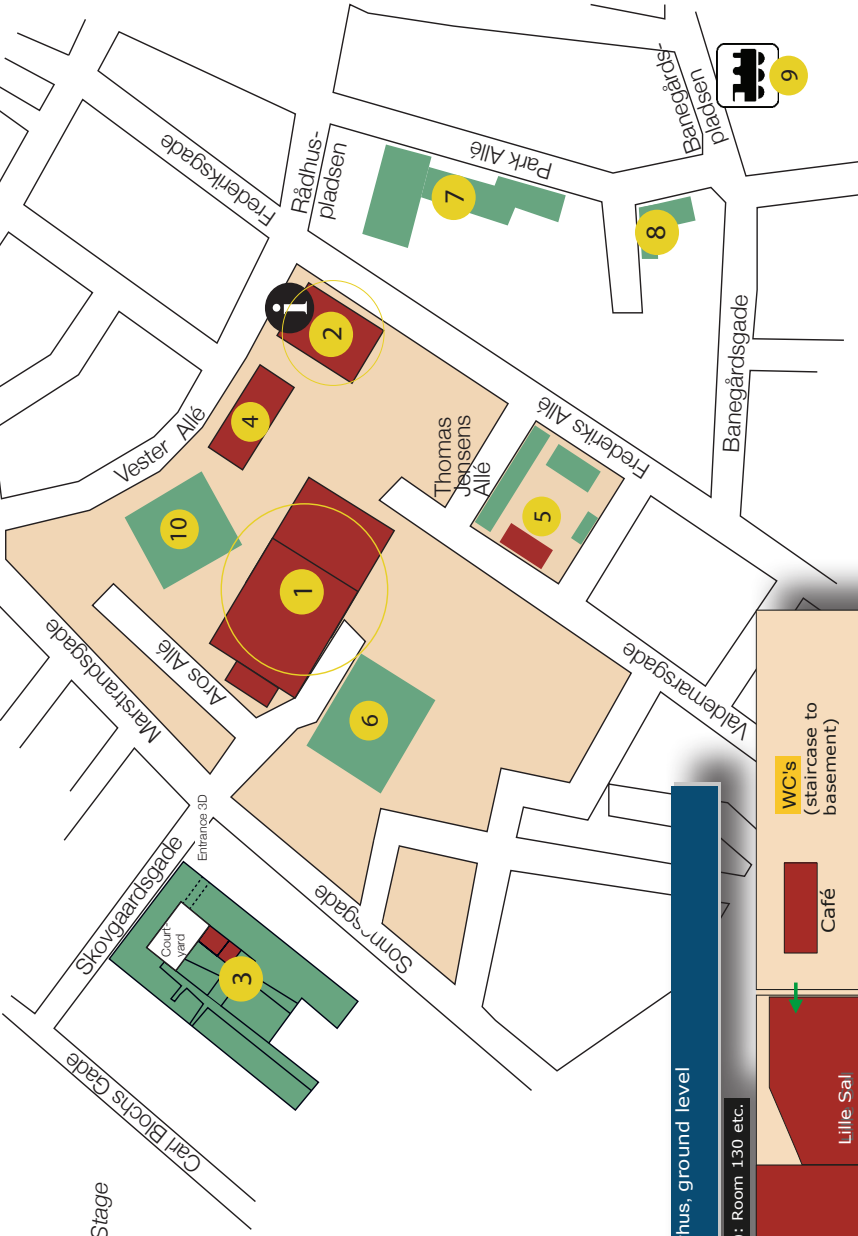 Frederiksgade
Rådhus-
pladsen
Park Allé
Banegårds-
pladsen
9
7
8
i
2
4
Vester Allé
10
1
Thomas
Jensens
Allé
Frederiks Allé
5
Banegårdsgade
Marstrandsgade
Aros Allé
6
Valdemarsgade
Entrance 3D
Skovgaardsgade
Court-
yard
3
Carl Blochs Gade
Stage
WC's
(staircase to
basement)
Café
Lille Sal
hus, ground level
: Room 130 etc.